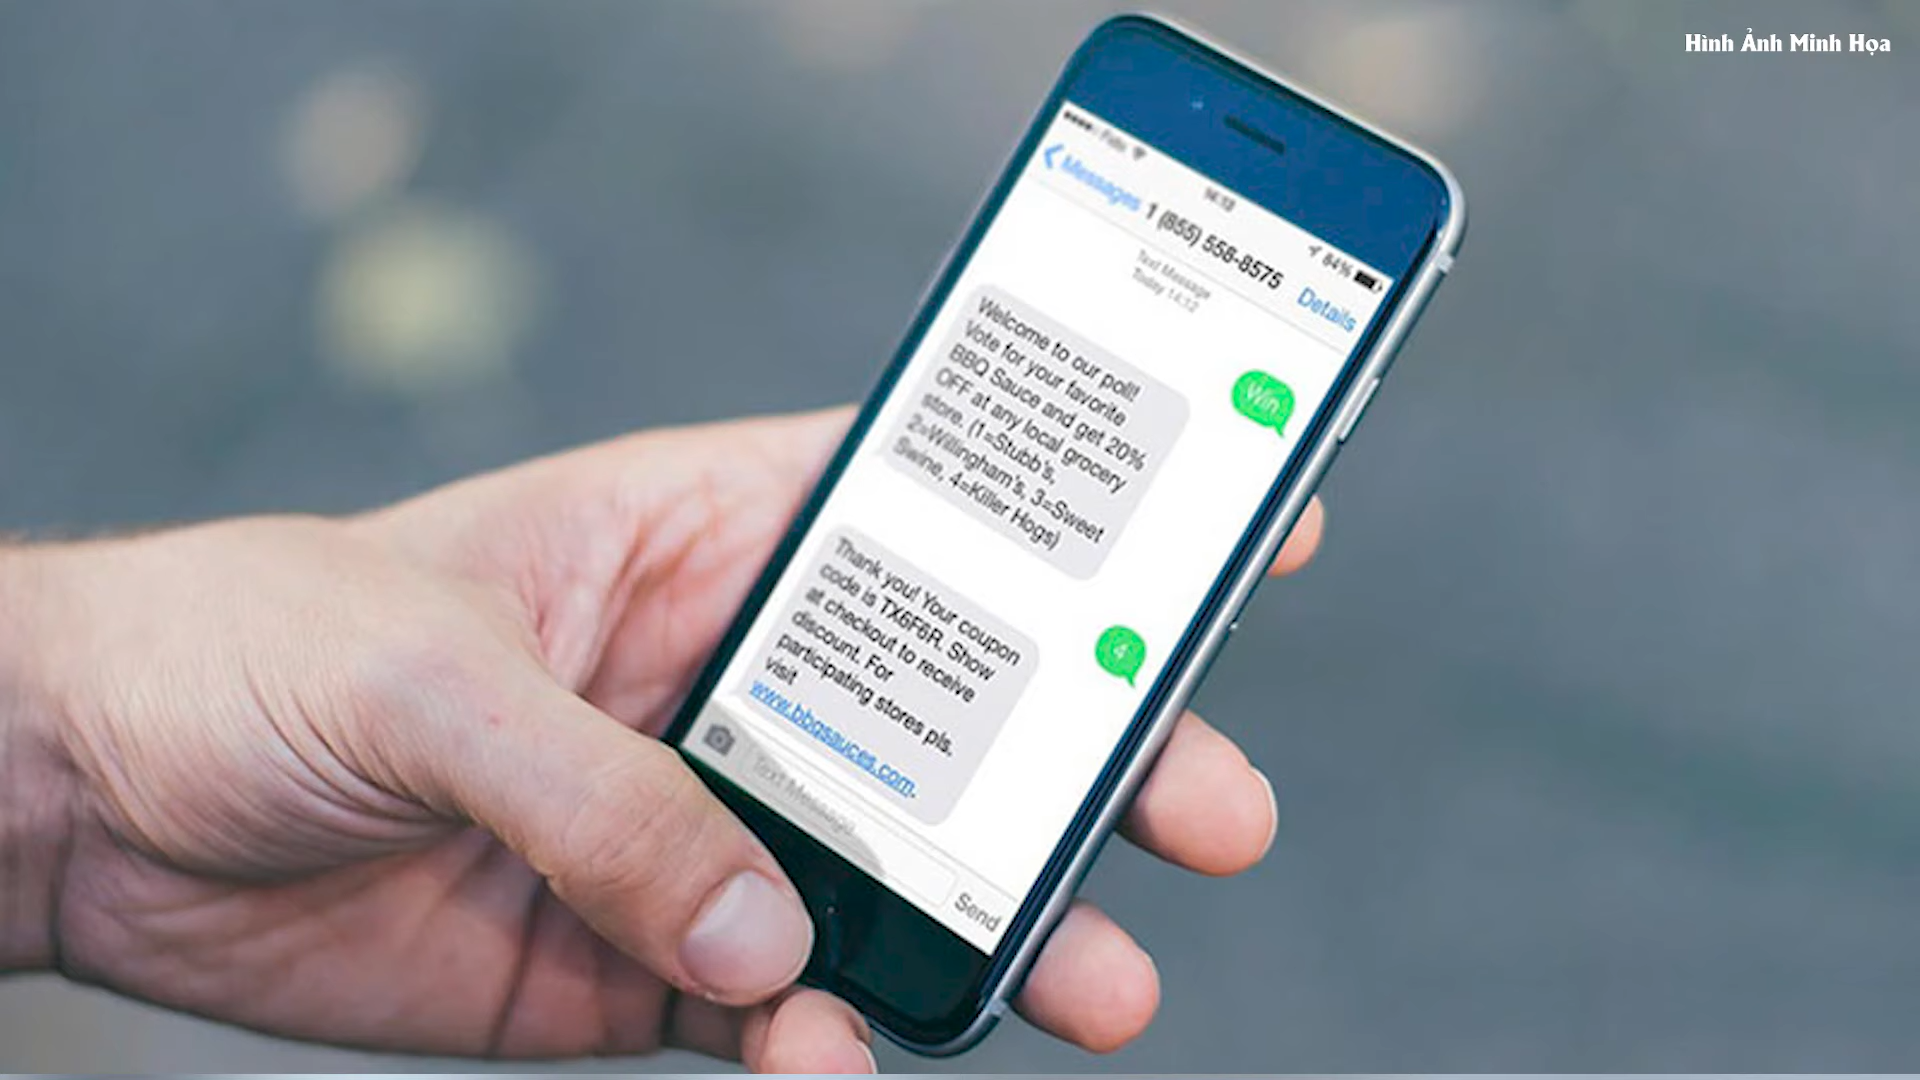 Hình Ảnh Minh Họa
14:13
84%
Messages
1 (855) 558-8575
Details
Text Message
Today 14:12
Win
Welcome to our poll!
Vote for your favorite
BBQ Sauce and get 20%
OFF at any local grocery
store. (1=Stubb's,
2=Willingham's, 3=Sweet
Swine, 4=Killer Hogs)
4
Thank you! Your coupon
code is TX6F6R. Show
at checkout to receive
discount. For
participating stores pls.
visit
www.bbqsauces.com.
Text Message
Send